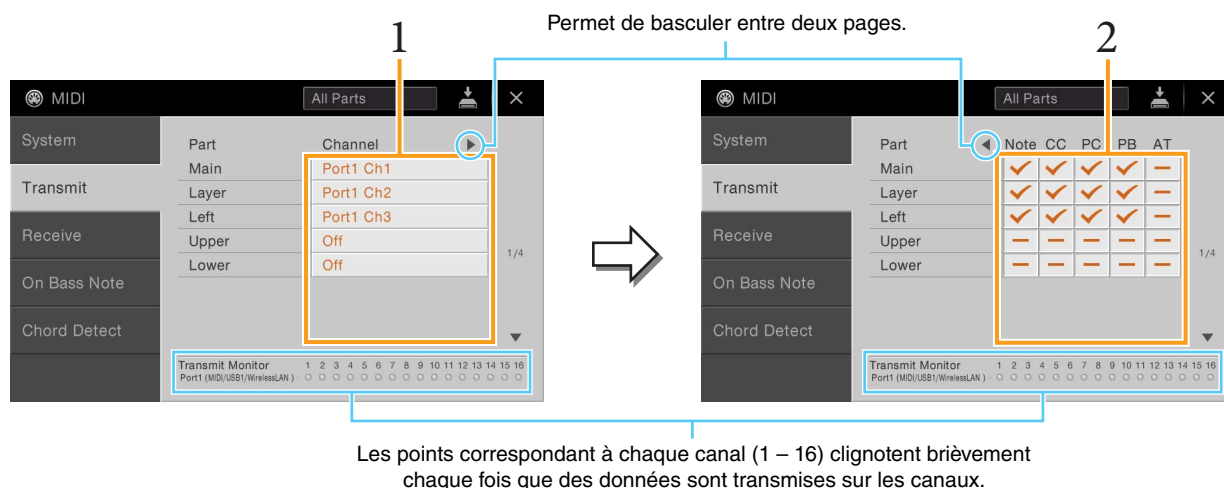 Permet de basculer entre deux pages.
1
2
MIDI
All Parts
System
Transmit
Receive
On Bass Note
Chord Detect
Part Channel
Main Port1 Ch1
Layer Port1 Ch2
Left Port1 Ch3
Upper Off
Lower Off
1/4
Transmit Monitor 1 2 3 4 5 6 7 8 9 10 11 12 13 14 15 16
Port1 (MIDI/USB1/WirelessLAN)
MIDI
All Parts
System
Transmit
Receive
On Bass Note
Chord Detect
Part Note CC PC PB AT
Main
Layer
Left
Upper
Lower
1/4
Transmit Monitor 1 2 3 4 5 6 7 8 9 10 11 12 13 14 15 16
Port1 (MIDI/USB1/WirelessLAN)
Les points correspondant à chaque canal (1 – 16) clignotent brièvement
chaque fois que des données sont transmises sur les canaux.